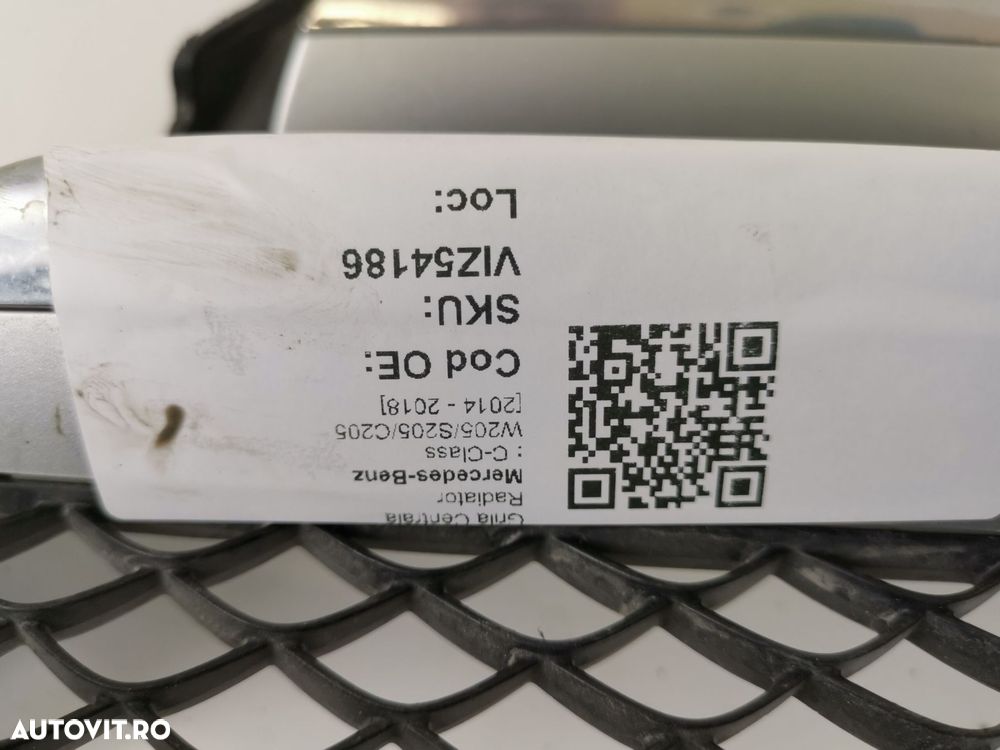 Grila Centrala
Radiator
Mercedes-Benz
: C-Class
W205/S205/C205
[2014 - 2018]
Cod OE:
SKU:
VIZ54186
Loc:
AUTOVIT.RO